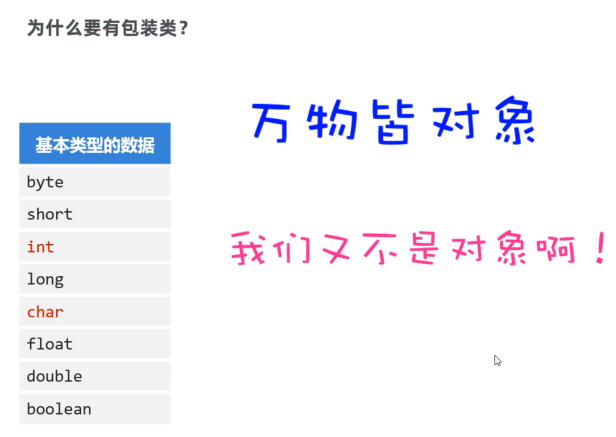 为什么要有包装类？
万物皆对象
基本类型的数据
byte
short
我们又不是对象啊！
int
long
char
float
double
boolean